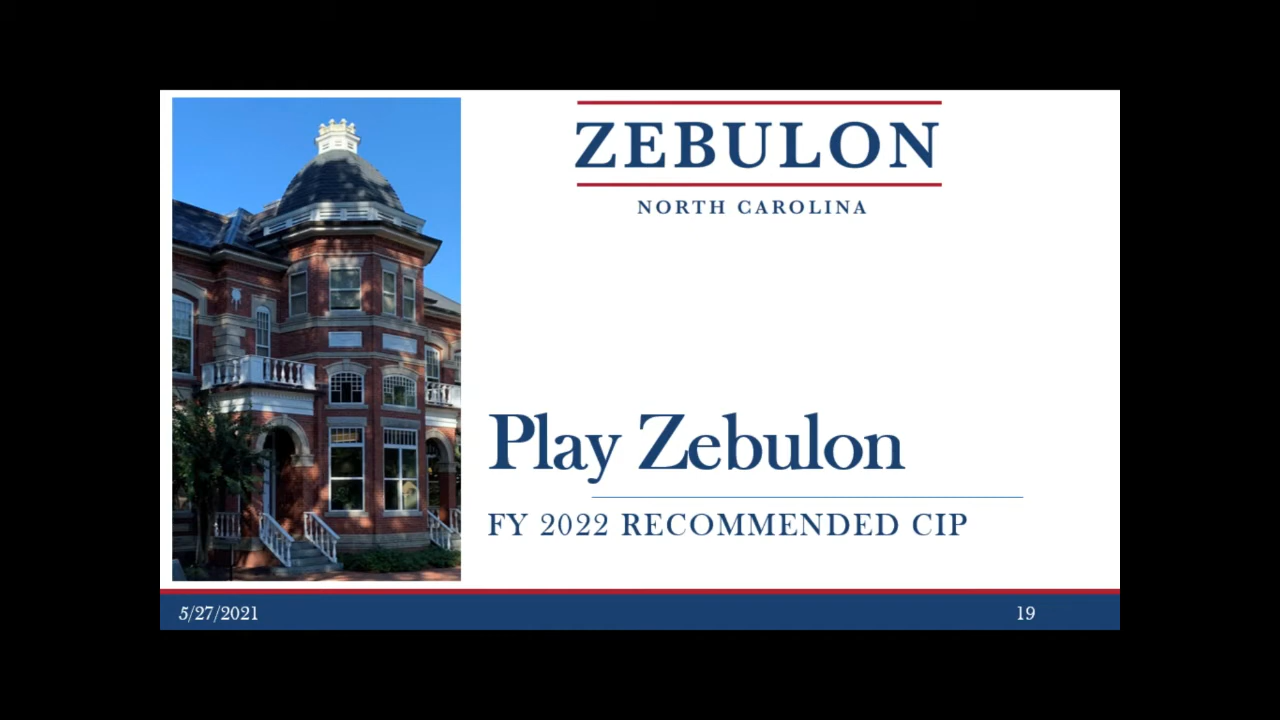 ZEBULON
NORTH CAROLINA
Play Zebulon
FY 2022 RECOMMENDED CIP
5/27/2021
19